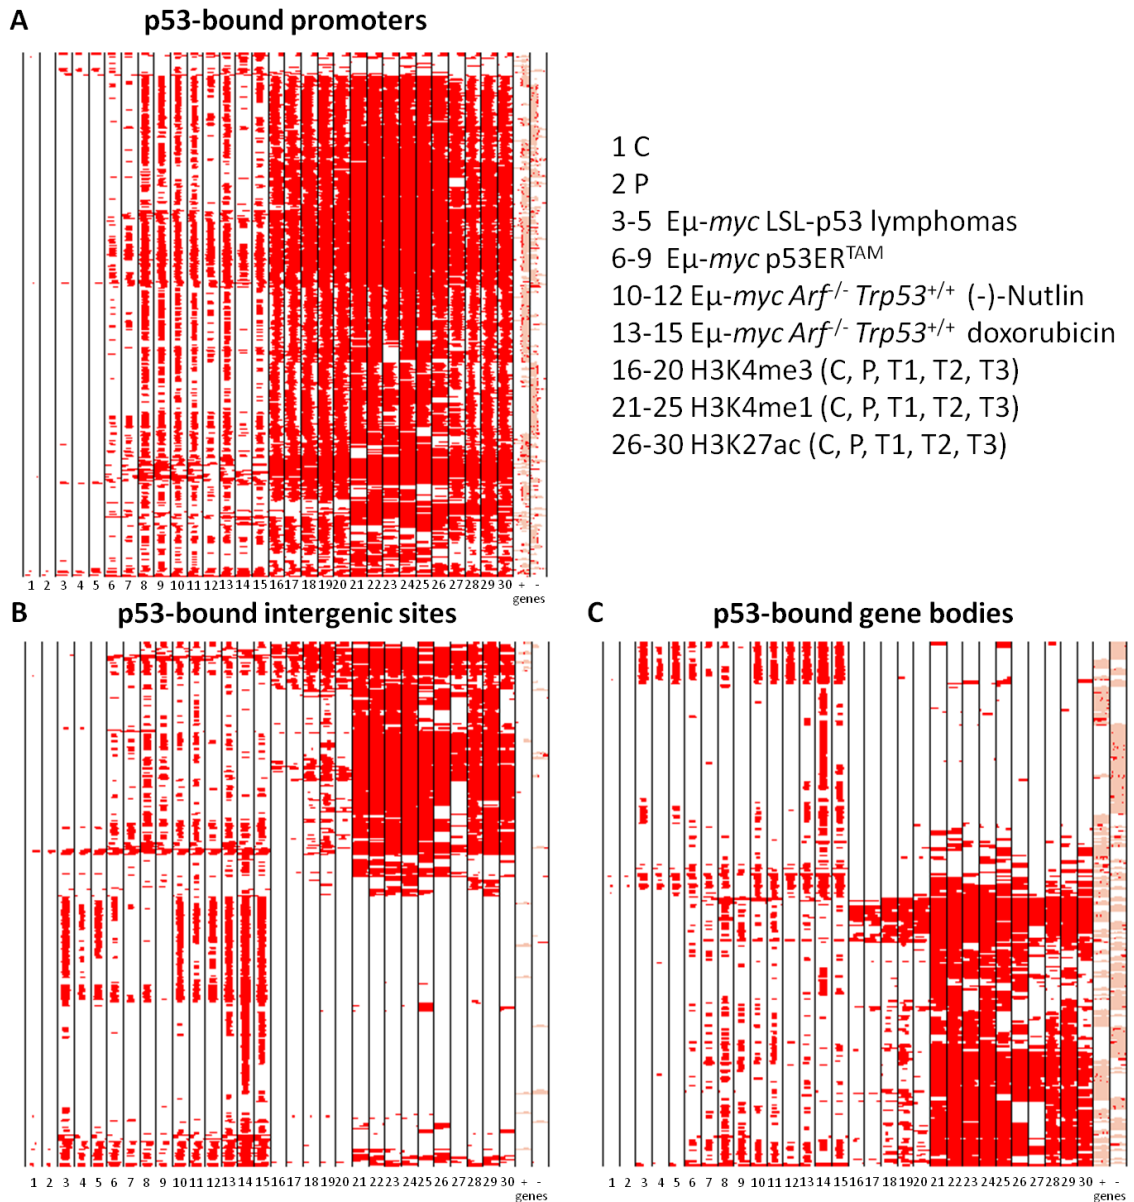 A
p53-bound promoters
1 C
2 P
3-5 Eμ-myc LSL-p53 lymphomas
6-9 Eμ-myc p53ERTAM
10-12 Eμ-myc Arf-/- Trp53+/+ (-)-Nutlin
13-15 Eμ-myc Arf-/- Trp53+/+ doxorubicin
16-20 H3K4me3 (C, P, T1, T2, T3)
21-25 H3K4me1 (C, P, T1, T2, T3)
26-30 H3K27ac (C, P, T1, T2, T3)
1 2 3 4 5 6 7 8 9 10 11 12 13 14 15 16 17 18 19 20 21 22 23 24 25 26 27 28 29 30 + -
genes
B
p53-bound intergenic sites
1 2 3 4 5 6 7 8 9 10 11 12 13 14 15 16 17 18 19 20 21 22 23 24 25 26 27 28 29 30 + -
genes
C
p53-bound gene bodies
1 2 3 4 5 6 7 8 9 10 11 12 13 14 15 16 17 18 19 20 21 22 23 24 25 26 27 28 29 30 + -
genes